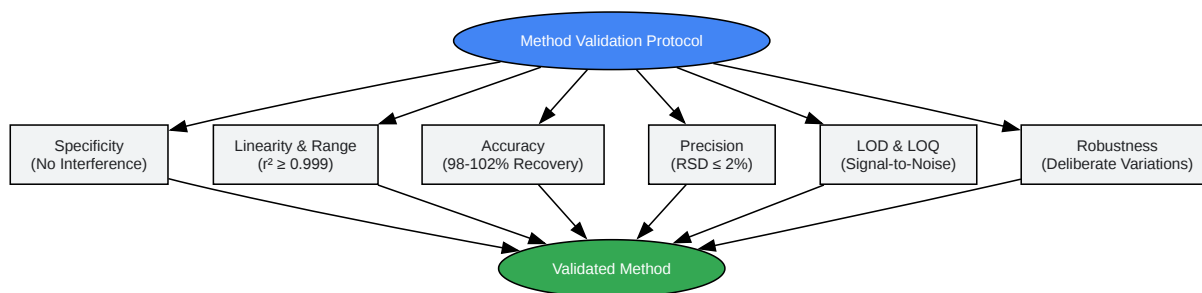 Method Validation Protocol
Specificity
(No Interference)
Linearity & Range
(r² ≥ 0.999)
Accuracy
(98-102% Recovery)
Precision
(RSD ≤ 2%)
LOD & LOQ
(Signal-to-Noise)
Robustness
(Deliberate Variations)
Validated Method